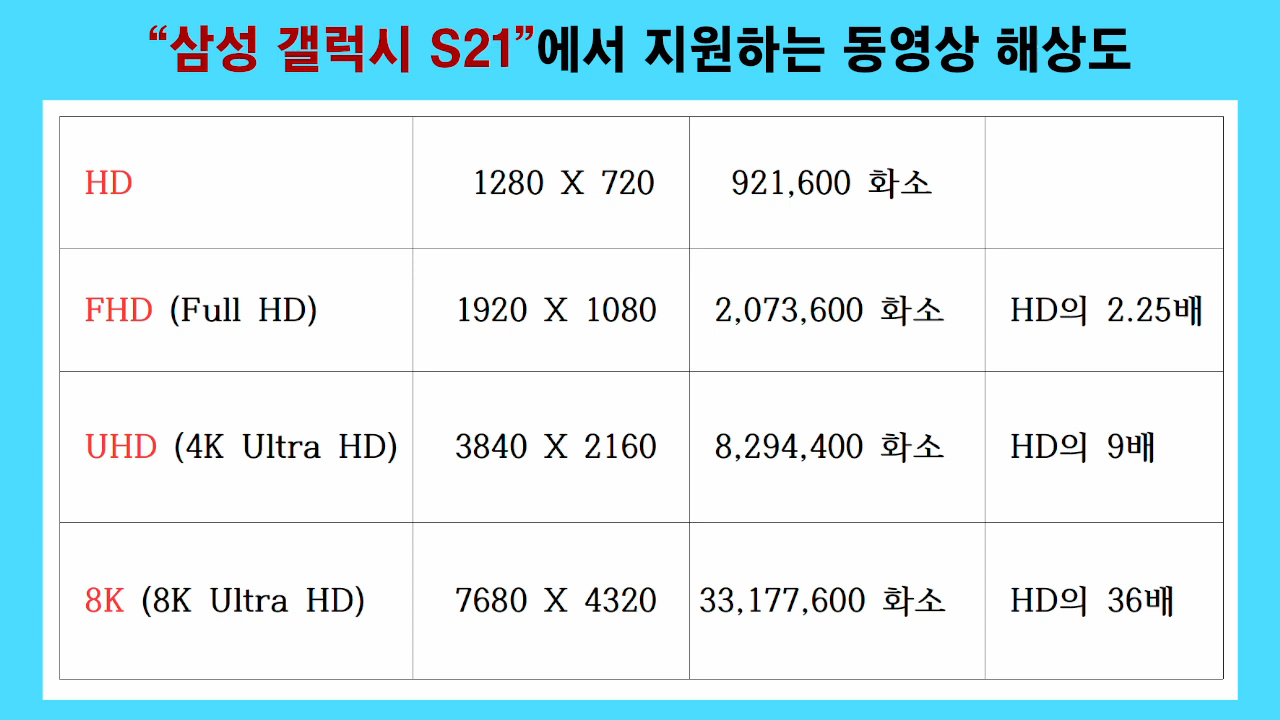 “삼성 갤럭시 S21”에서 지원하는 동영상 해상도
HD 1280 X 720 921,600 화소
FHD (Full HD) 1920 X 1080 2,073,600 화소 HD의 2.25배
UHD (4K Ultra HD) 3840 X 2160 8,294,400 화소 HD의 9배
8K (8K Ultra HD) 7680 X 4320 33,177,600 화소 HD의 36배